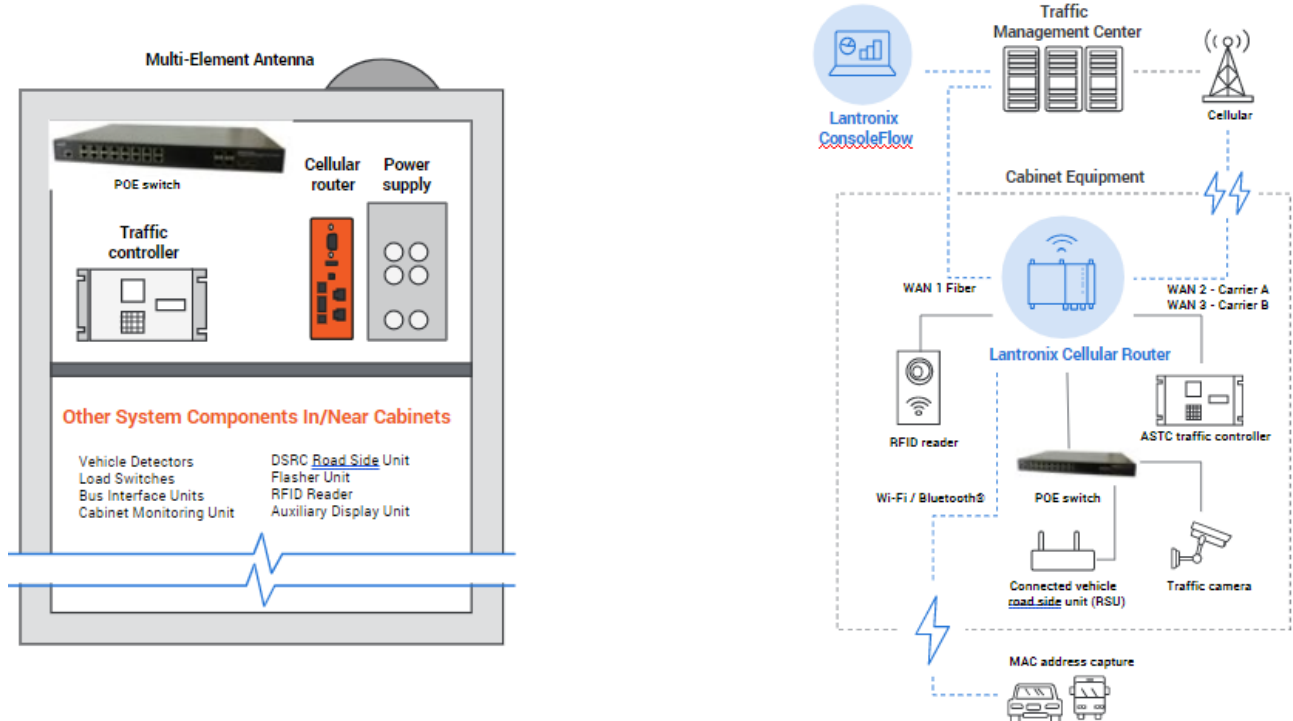 Multi-Element Antenna
POE switch
Cellular
router
Power
supply
Traffic
controller
Other System Components In/Near Cabinets
Vehicle Detectors
Load Switches
Bus Interface Units
Cabinet Monitoring Unit
DSRC Road Side Unit
Flasher Unit
RFID Reader
Auxiliary Display Unit
Traffic
Management Center
Lantronix
ConsoleFlow
Cellular
Cabinet Equipment
WAN 1 Fiber
WAN 2 - Carrier A
WAN 3 - Carrier B
Lantronix Cellular Router
RFID reader
ASTC traffic controller
Wi-Fi / Bluetooth®
POE switch
Connected vehicle
road side unit (RSU)
Traffic camera
MAC address capture